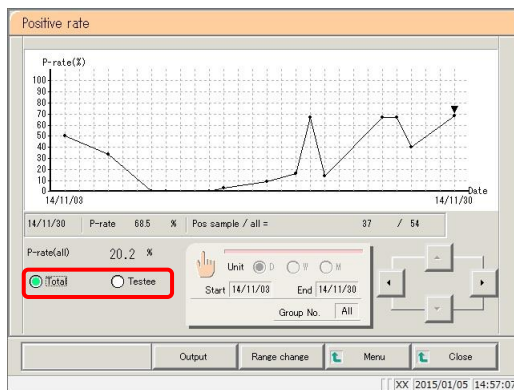 Positive rate
P-rate(%)
100
90
80
70
60
50
40
30
20
10
0
Date
14/11/03 14/11/30
14/11/30 P-rate 68.5 % Pos sample / all = 37 / 54
P-rate(all) 20.2 %
Total Testee
Unit D W M
Start 14/11/03 End 14/11/30
Group No. All
Output Range change Menu Close
XX 2015/01/05 14:57:07